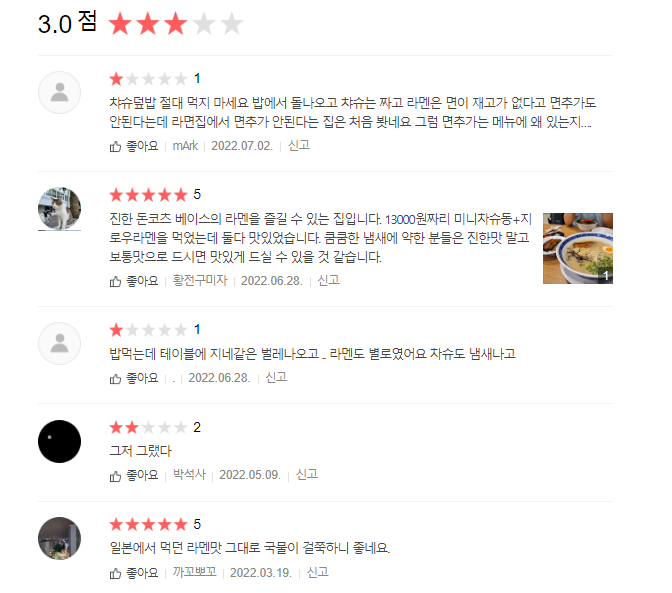 3.0 점
1
챠슈덮밥 절대 먹지 마세요 밥에서 돌나오고 챠슈는 짜고 라멘은 면이 재고가 없다고 면추가도
안된다는데 라면집에서 면추가 안된다는 집은 처음 봣네요 그럼 면추가는 메뉴에 왜 있는지....
좋아요 mArk 2022.07.02. 신고
5
진한 돈코츠 베이스의 라멘을 즐길 수 있는 집입니다. 13000원짜리 미니차슈동+지
로우라멘을 먹었는데 둘다 맛있었습니다. 쿰쿰한 냄새에 약한 분들은 진한맛 말고
보통맛으로 드시면 맛있게 드실 수 있을 것 같습니다.
1
좋아요 황전구미자 2022.06.28. 신고
1
밥먹는데 테이블에 지네같은 벌레나오고 .. 라멘도 별로였어요 차슈도 냄새나고
좋아요 . 2022.06.28. 신고
2
그저 그랬다
좋아요 박석사 2022.05.09. 신고
5
일본에서 먹던 라멘맛 그대로 국물이 걸쭉하니 좋네요.
좋아요 까꼬뽀꼬 2022.03.19. 신고